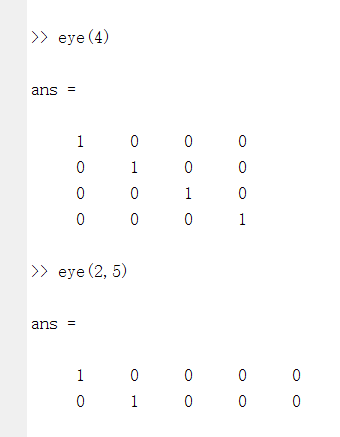 >> eye(4)
ans =
1 0 0 0
0 1 0 0
0 0 1 0
0 0 0 1
>> eye(2,5)
ans =
1 0 0 0 0
0 1 0 0 0